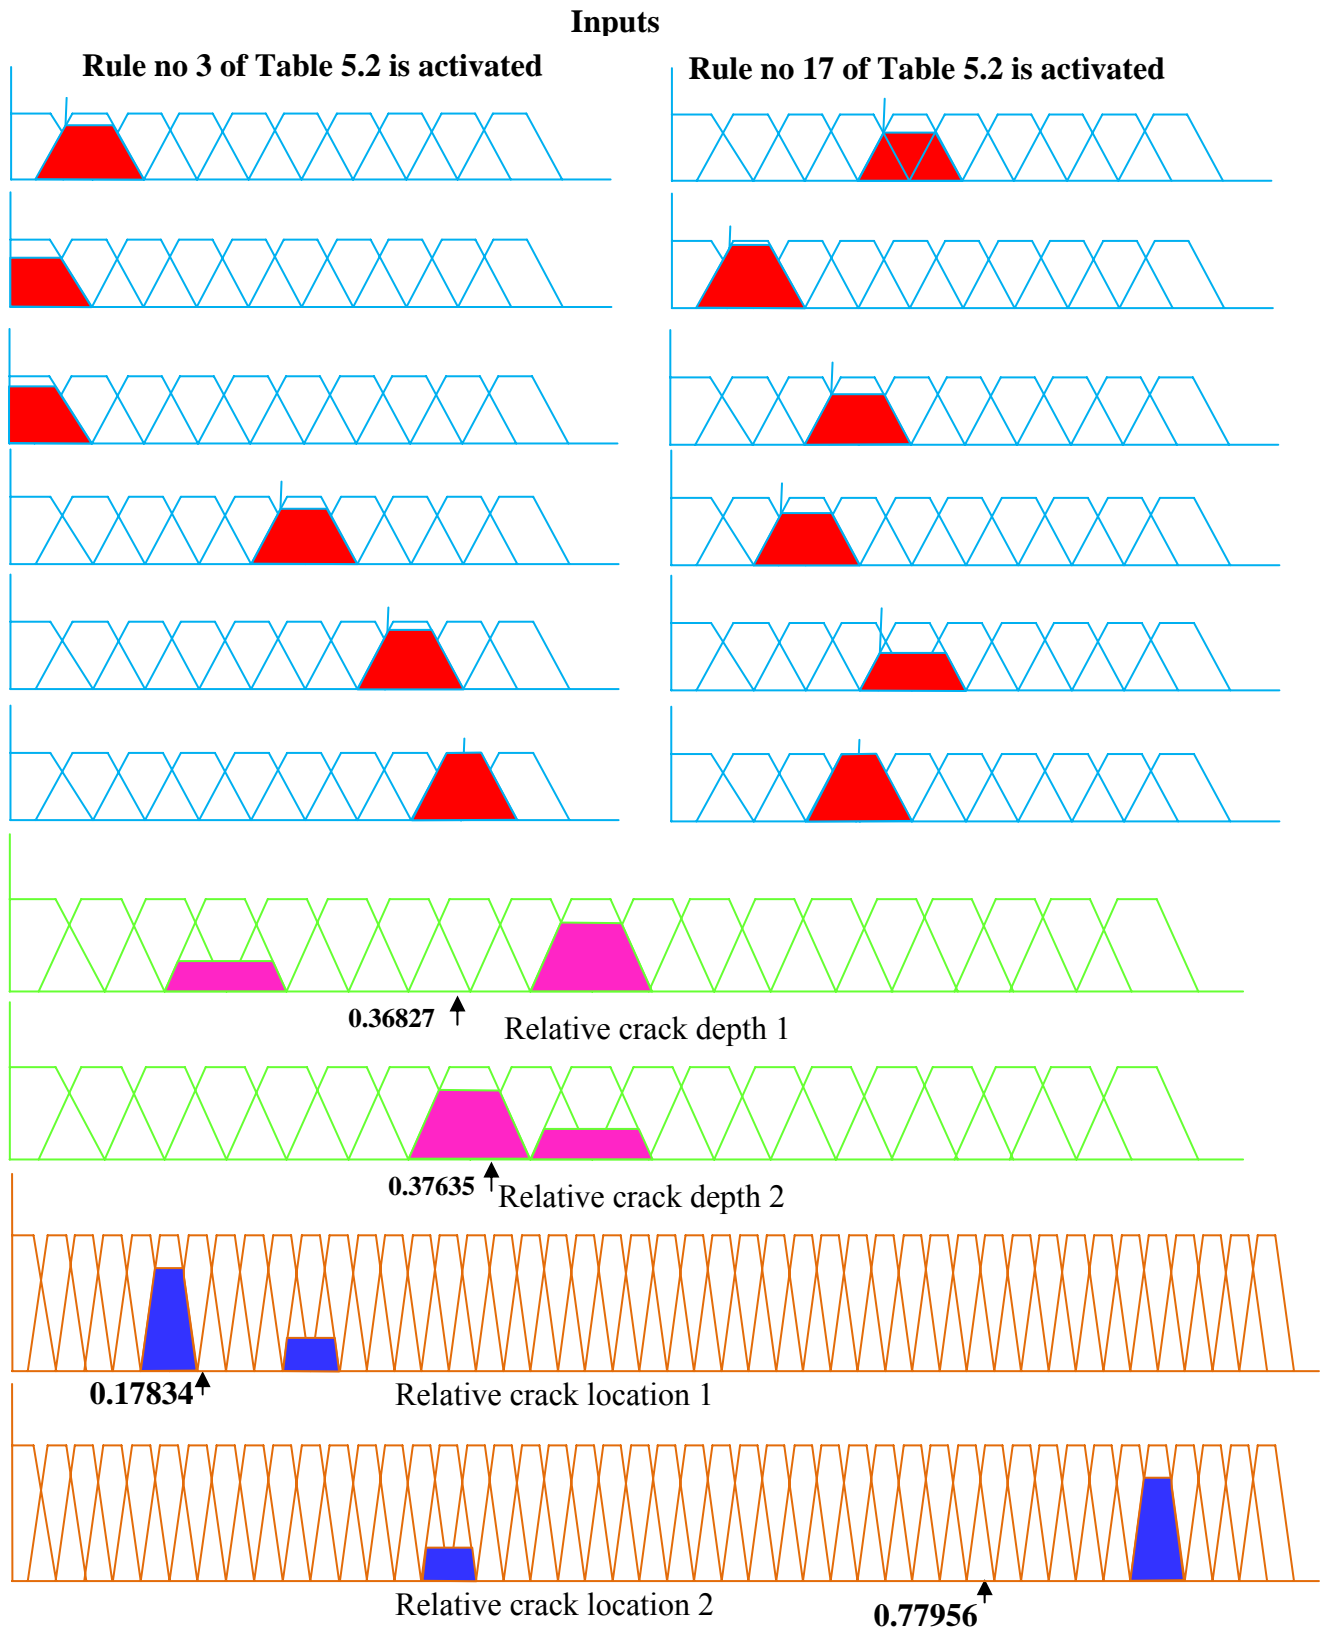 Inputs
Rule no 3 of Table 5.2 is activated
Rule no 17 of Table 5.2 is activated
0.36827
Relative crack depth 1
0.37635
Relative crack depth 2
0.17834
Relative crack location 1
Relative crack location 2
0.77956